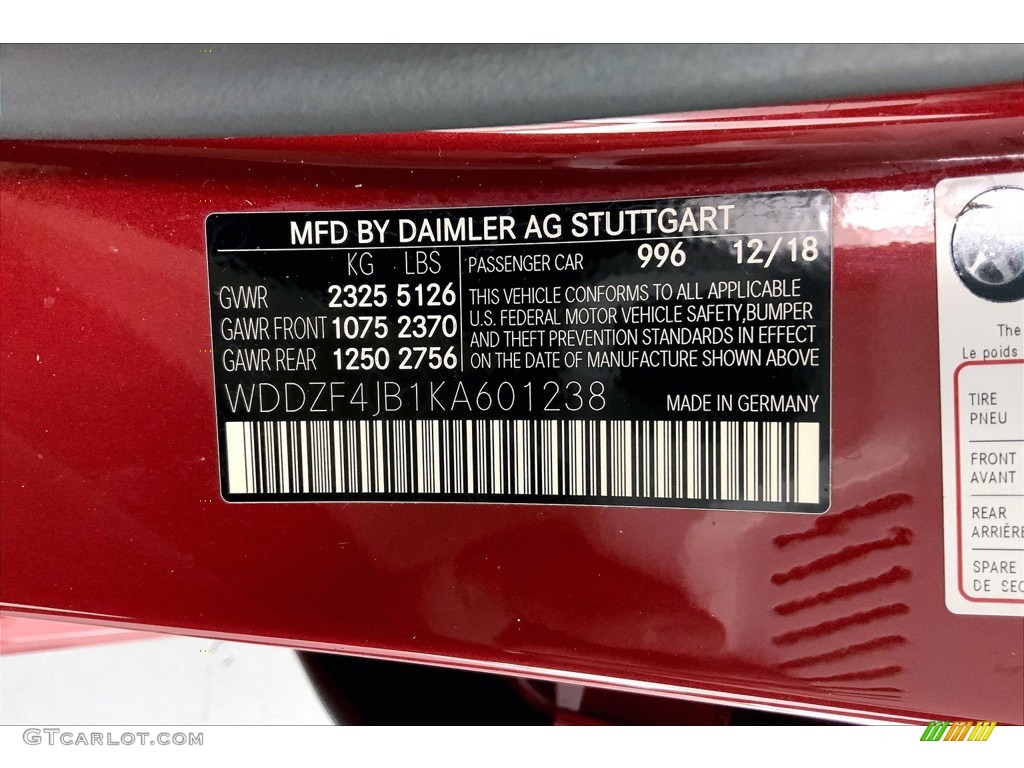 MFD BY DAIMLER AG STUTTGART
KG LBS
GVWR 2325 5126
GAWR FRONT 1075 2370
GAWR REAR 1250 2756
PASSENGER CAR 996 12/18
THIS VEHICLE CONFORMS TO ALL APPLICABLE
U.S. FEDERAL MOTOR VEHICLE SAFETY, BUMPER
AND THEFT PREVENTION STANDARDS IN EFFECT
ON THE DATE OF MANUFACTURE SHOWN ABOVE
WDDZF4JB1KA601238 MADE IN GERMANY
The
Le poids
TIRE
PNEU
FRONT
AVANT
REAR
ARRIÈRE
SPARE
DE SEC
GTCARLOT.COM